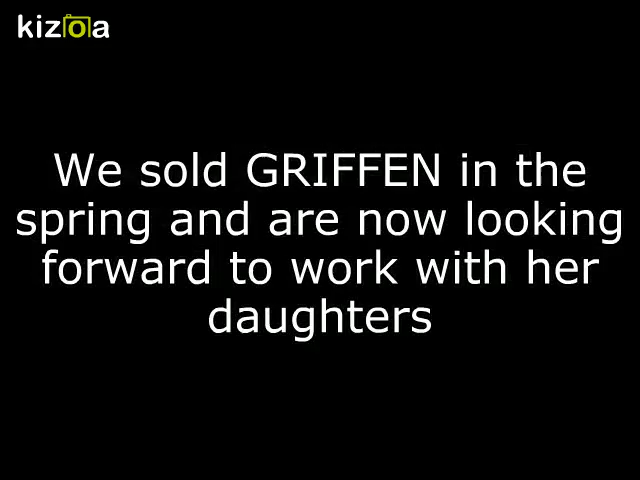 kizoa
We sold GRIFFEN in the
spring and are now looking
forward to work with her
daughters